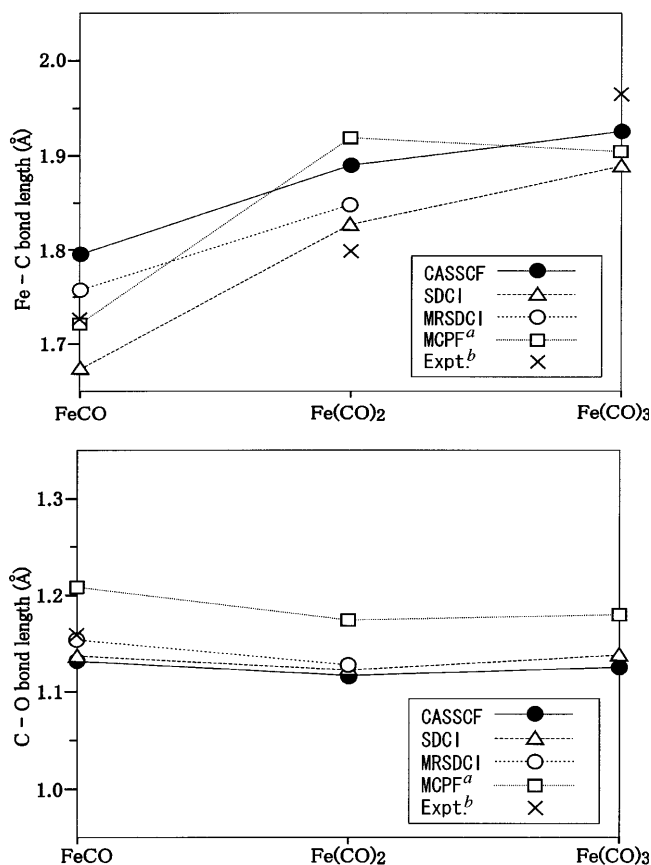 2.0
1.9
1.8
1.7
Fe – C bond length (Å)
CASSCF
SDCI
MRSDCI
MCPFᵃ
Expt.ᵇ
FeCO
Fe(CO)₂
Fe(CO)₃
1.3
1.2
1.1
1.0
C – O bond length (Å)
CASSCF
SDCI
MRSDCI
MCPFᵃ
Expt.ᵇ
FeCO
Fe(CO)₂
Fe(CO)₃